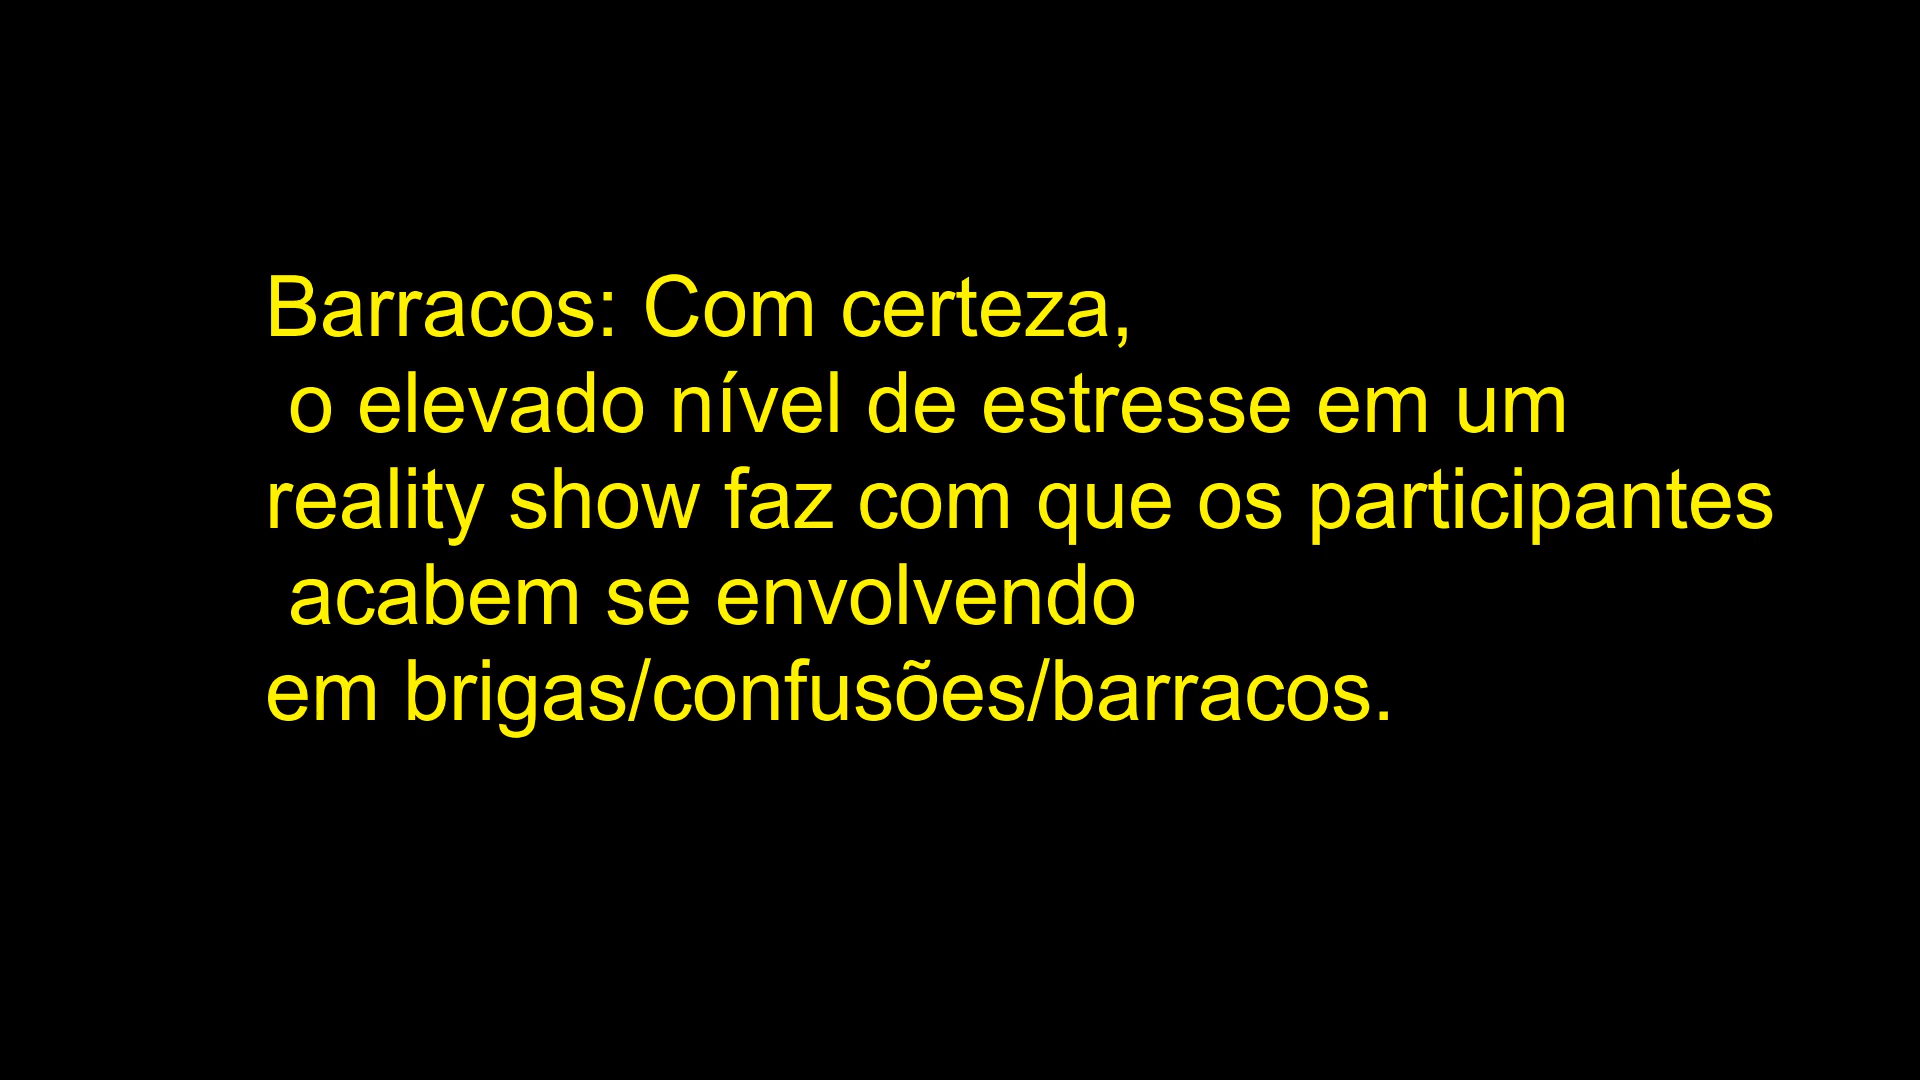 Barracos: Com certeza,
o elevado nível de estresse em um
reality show faz com que os participantes
acabem se envolvendo
em brigas/confusões/barracos.